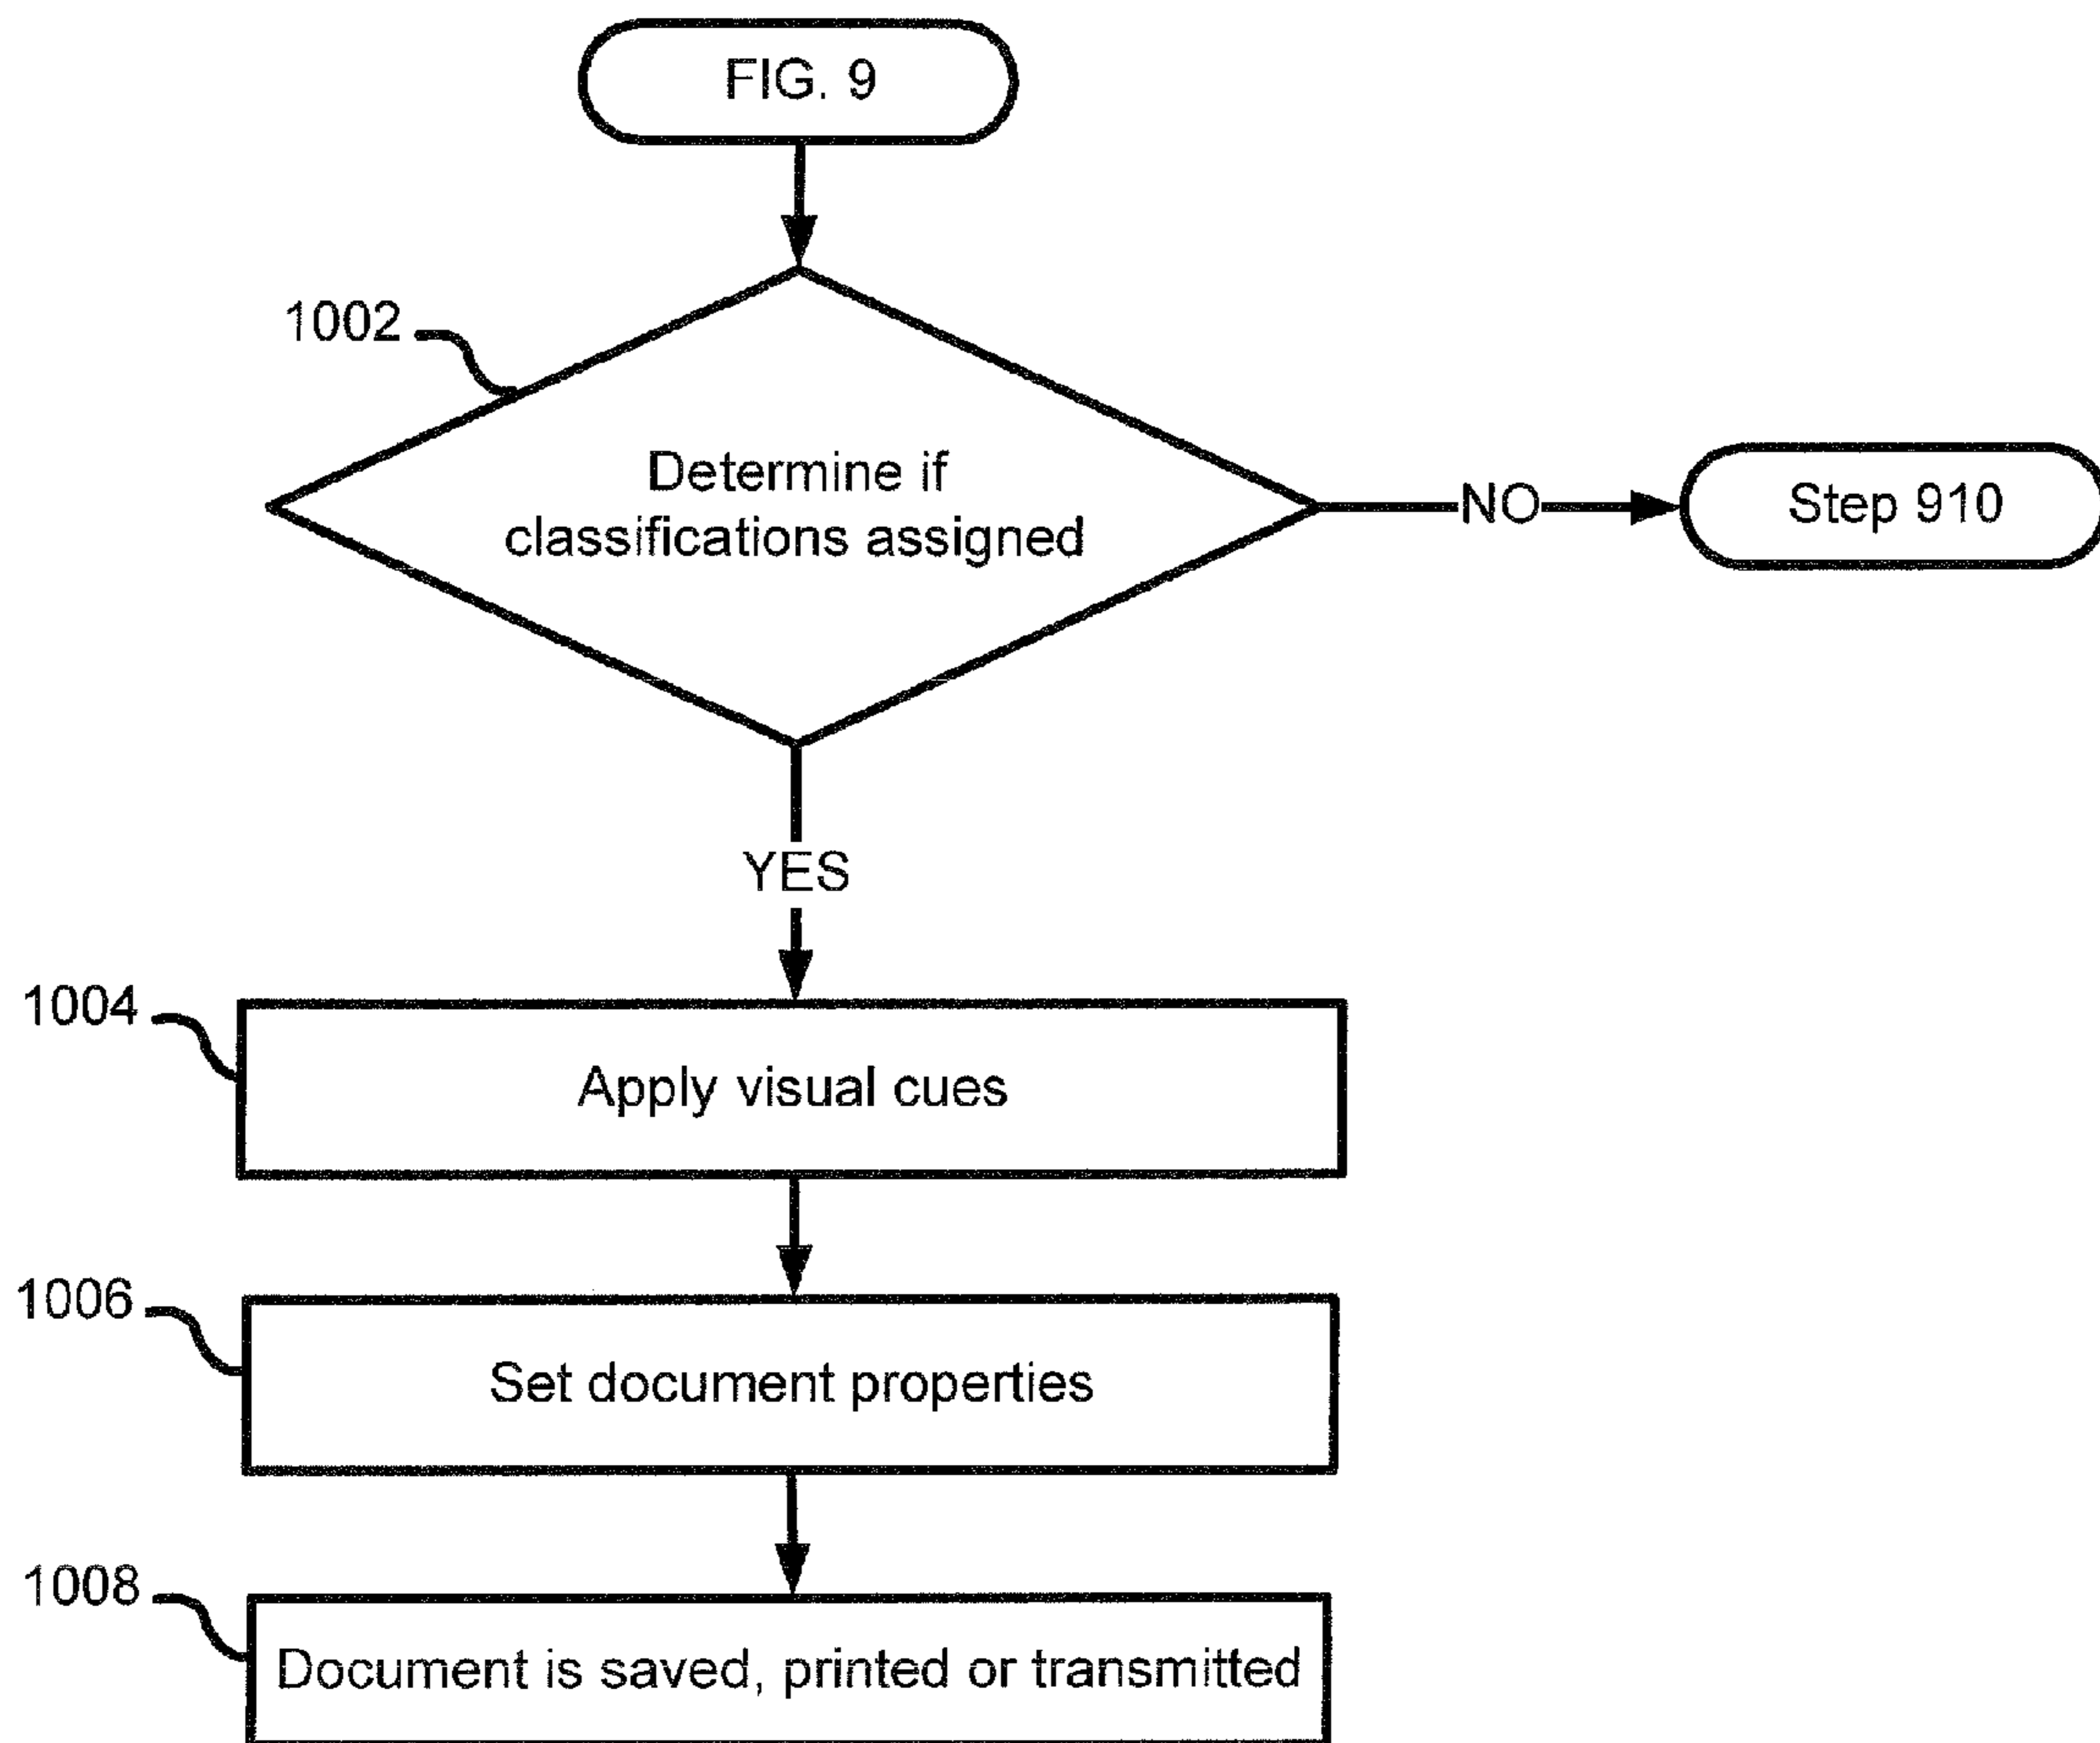 FIG. 9
1002
Determine if
classifications assigned
NO
Step 910
YES
1004
Apply visual cues
1006
Set document properties
1008
Document is saved, printed or transmitted